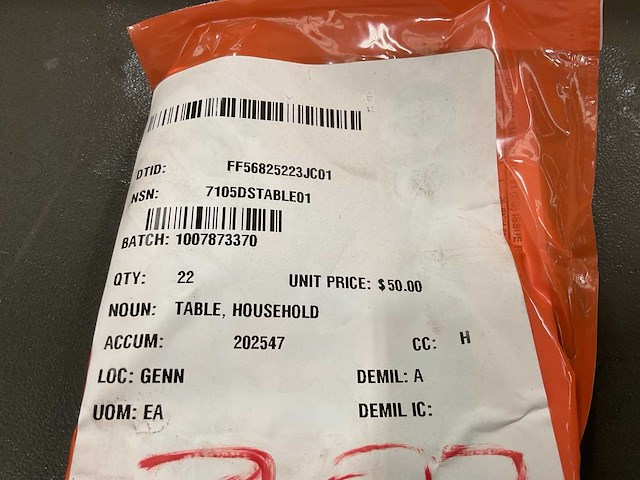 DTID: FF56825223JC01
NSN: 7105DSTABLE01
BATCH: 1007873370
QTY: 22 UNIT PRICE: $50.00
NOUN: TABLE, HOUSEHOLD
ACCUM: 202547 CC: H
LOC: GENN DEMIL: A
UOM: EA DEMIL IC: